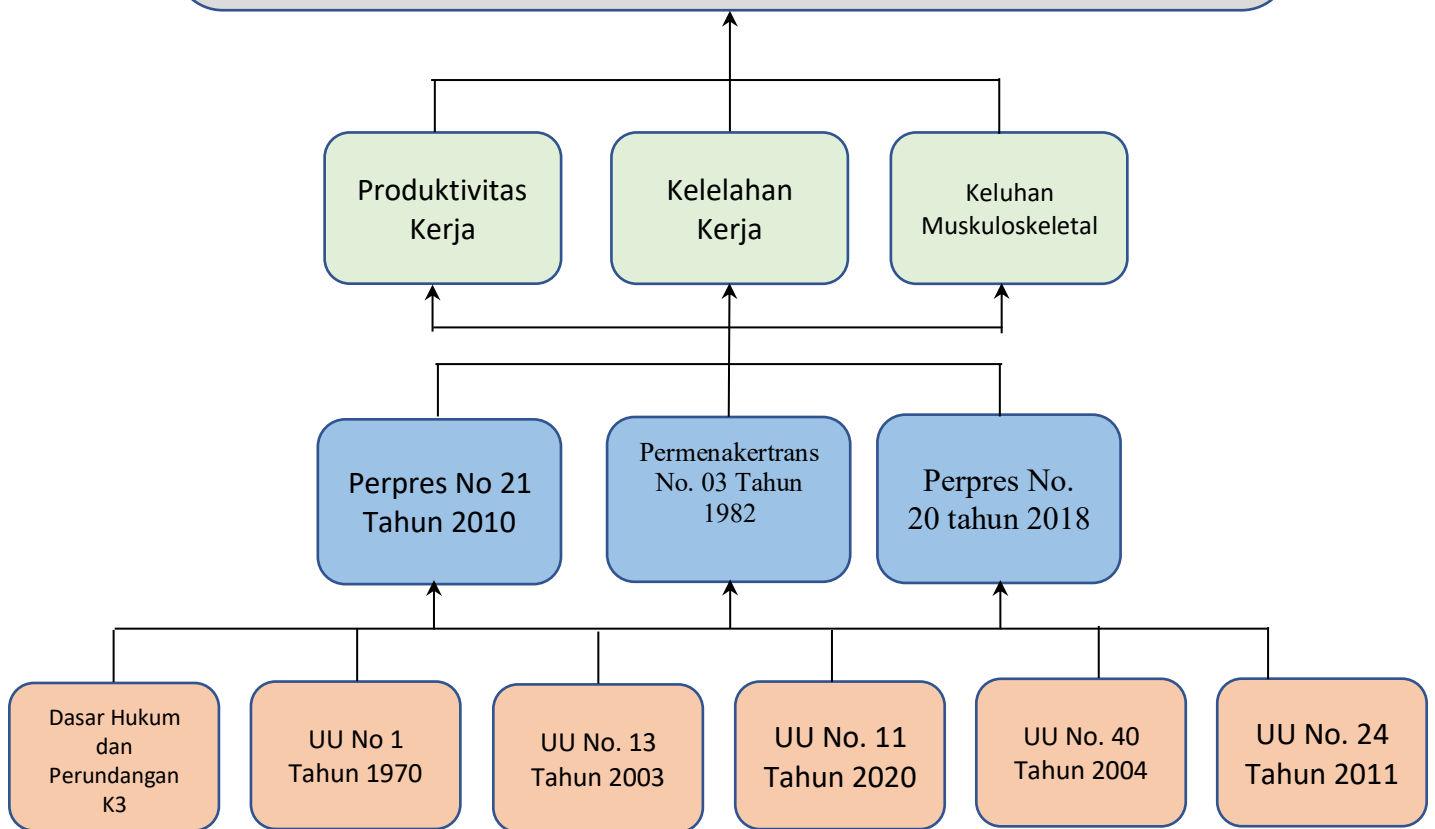 Produktivitas
Kerja
Kelelahan
Kerja
Keluhan
Muskuloskeletal
Perpres No 21
Tahun 2010
Permenakertrans
No. 03 Tahun
1982
Perpres No.
20 tahun 2018
Dasar Hukum
dan
Perundangan
K3
UU No 1
Tahun 1970
UU No. 13
Tahun 2003
UU No. 11
Tahun 2020
UU No. 40
Tahun 2004
UU No. 24
Tahun 2011